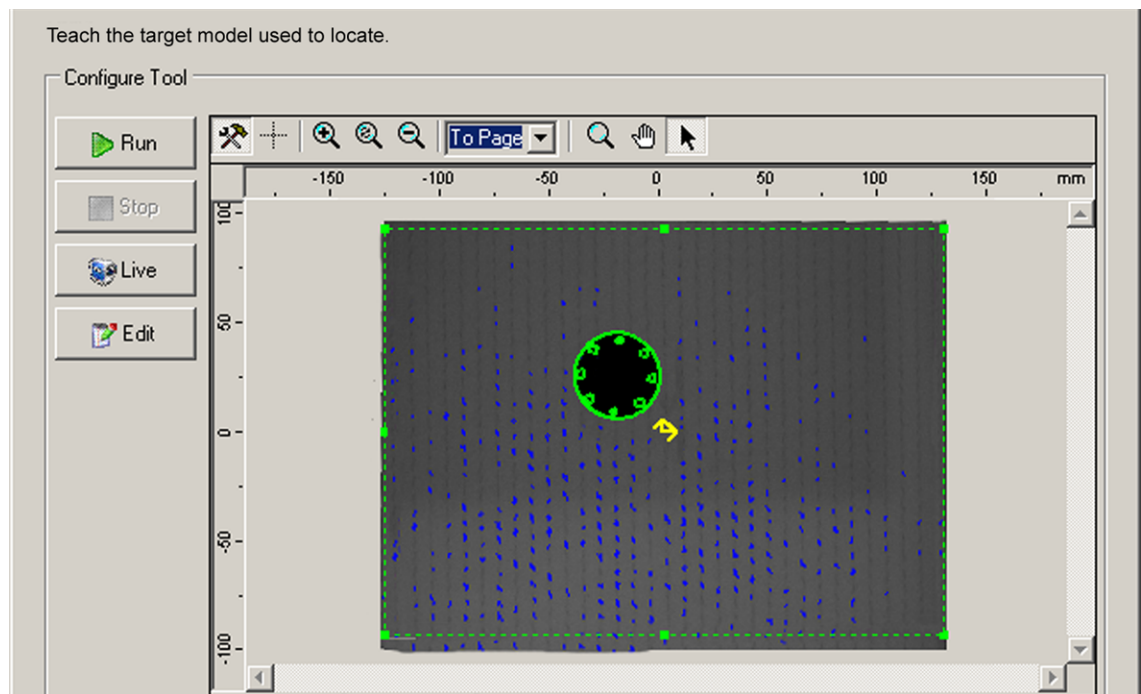 Teach the target model used to locate.
Configure Tool
Run
To Page
-150 -100 -50 0 50 100 150 mm
Stop
100
Live
50
Edit
0
-50
-100